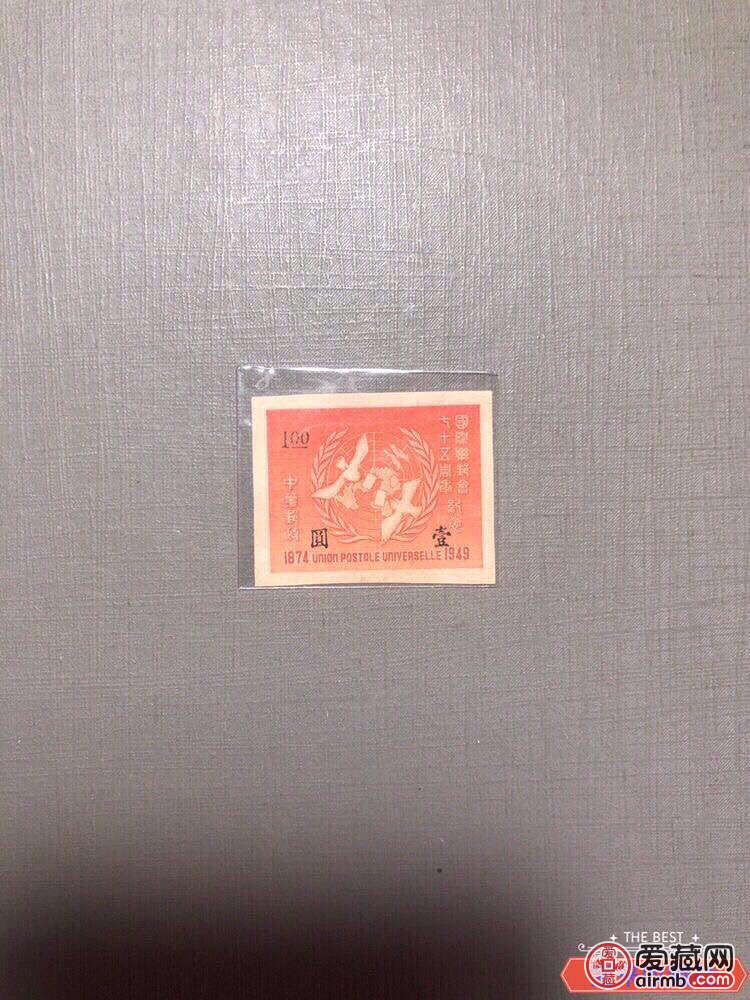 1.00
國際郵政會
七十五周年
紀念
中華郵政
圓
壹
1874 UNION POSTALE UNIVERSELLE 1949
THE BEST
爱藏网
airmb.com